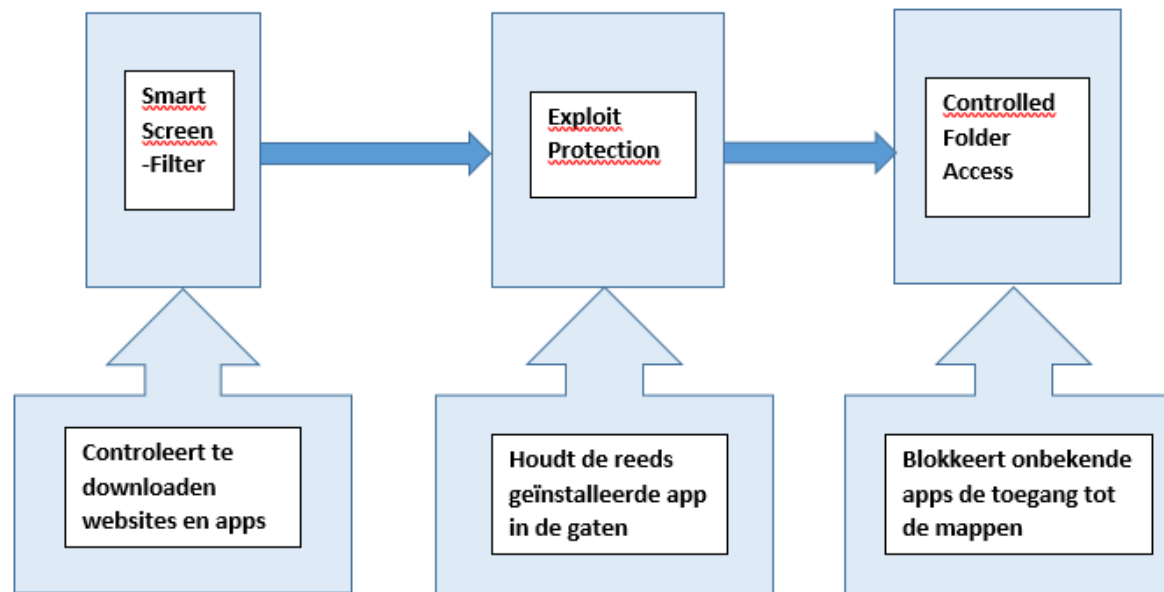 Smart
Screen
-Filter
Exploit
Protection
Controlled
Folder
Access
Controleert te
downloaden
websites en apps
Houdt de reeds
geïnstalleerde app
in de gaten
Blokkeert onbekende
apps de toegang tot
de mappen